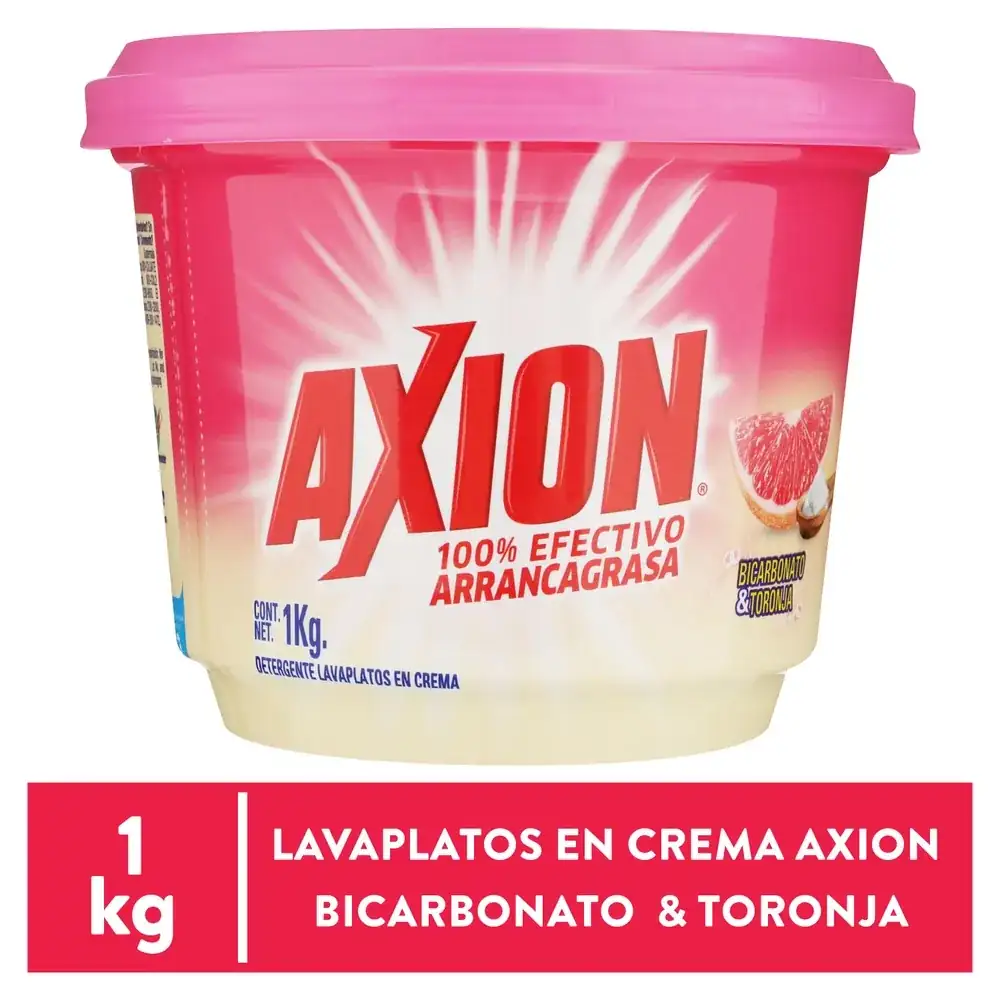 AXION®
100% EFECTIVO
ARRANCAGRASA
BICARBONATO
& TORONJA
CONT.
NET. 1Kg.
DETERGENTE LAVAPLATOS EN CREMA
1
kg
LAVAPLATOS EN CREMA AXION
BICARBONATO & TORONJA